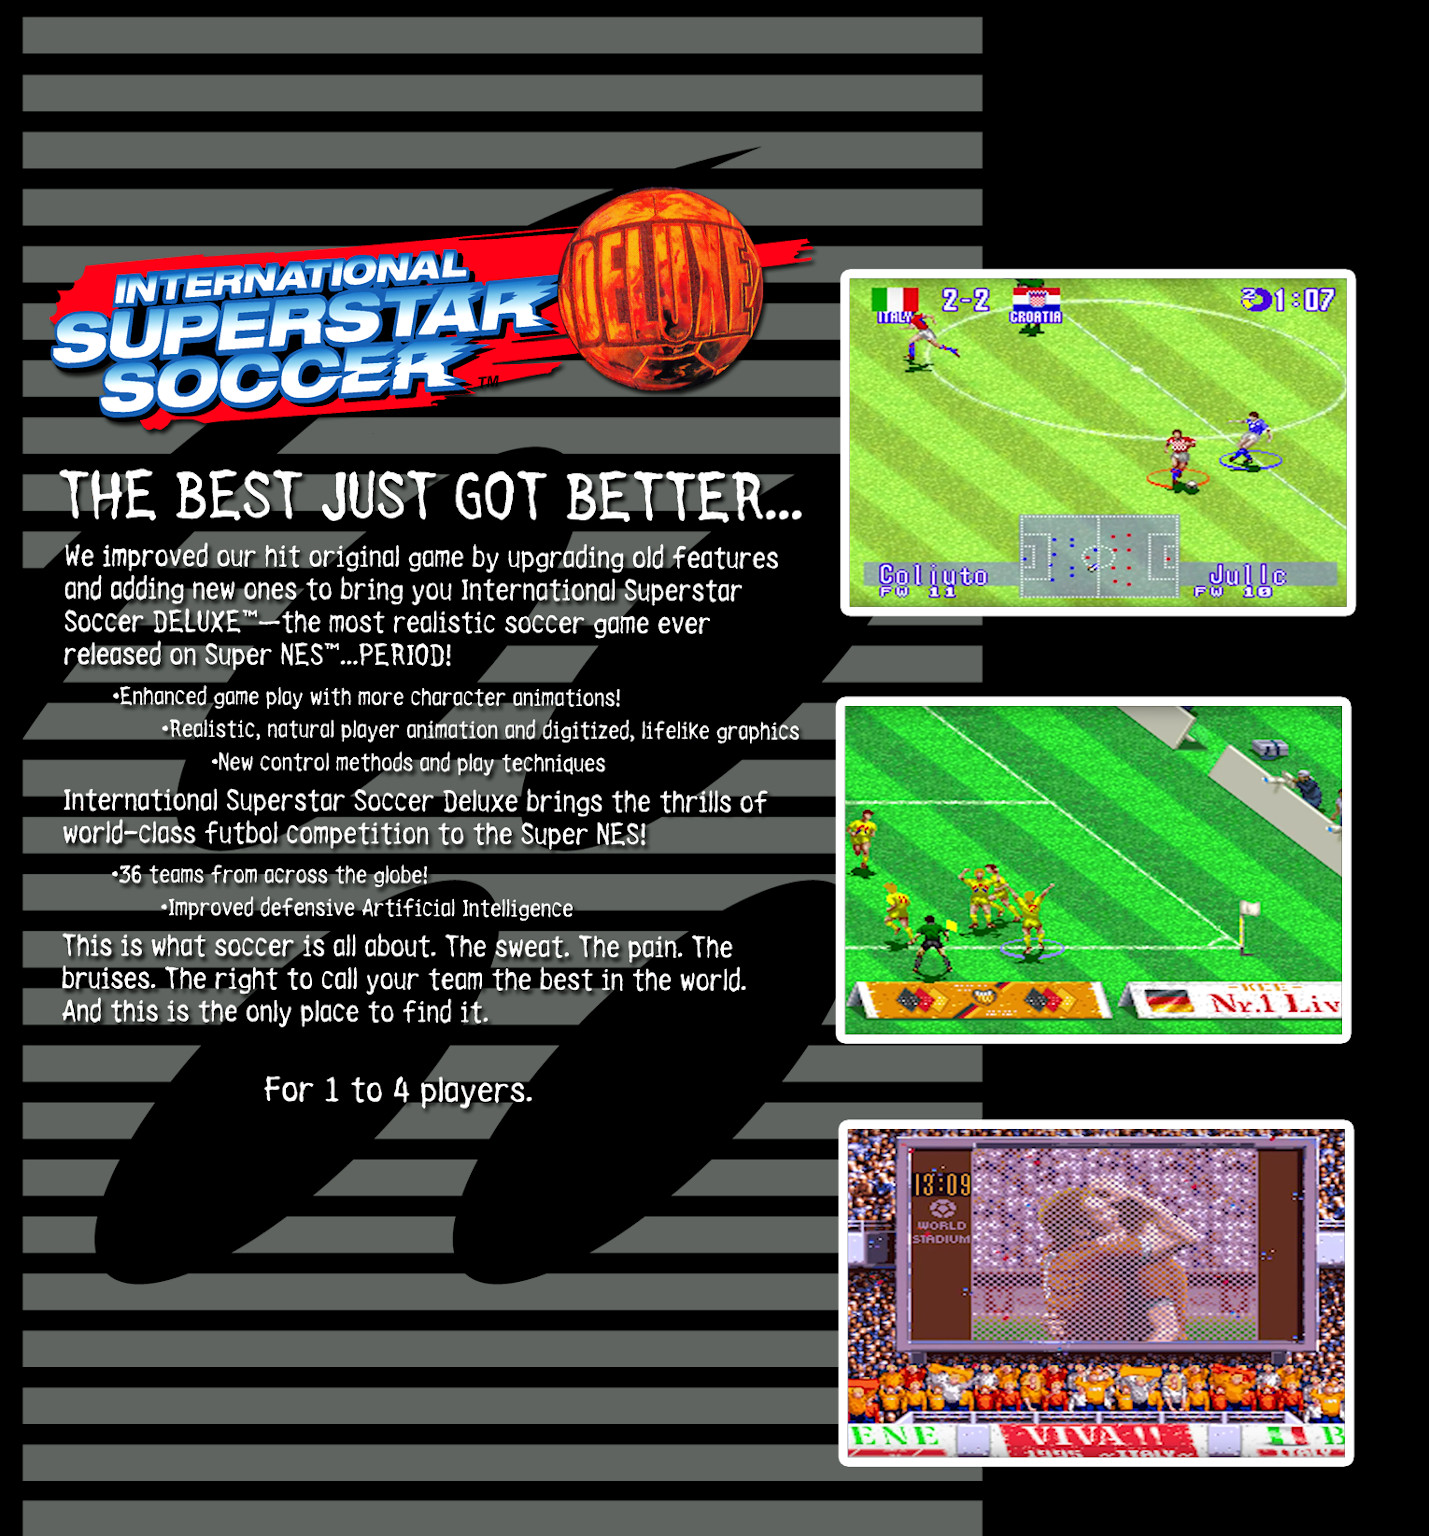 INTERNATIONAL
SUPERSTAR
SOCCER™
DELUXE
THE BEST JUST GOT BETTER...
We improved our hit original game by upgrading old features
and adding new ones to bring you International Superstar
Soccer DELUXE™—the most realistic soccer game ever
released on Super NES™...PERIOD!
•Enhanced game play with more character animations!
•Realistic, natural player animation and digitized, lifelike graphics
•New control methods and play techniques
International Superstar Soccer Deluxe brings the thrills of
world-class futbol competition to the Super NES!
•36 teams from across the globe!
•Improved defensive Artificial Intelligence
This is what soccer is all about. The sweat. The pain. The
bruises. The right to call your team the best in the world.
And this is the only place to find it.
For 1 to 4 players.
2-2 1:07
ITALY CROATIA
Coliuto Jullc
FW 11 FW 10
Nr.1 Liv
13:09
WORLD
STADIUM
ENE VIVA!! B
1995 ITALY ITALY